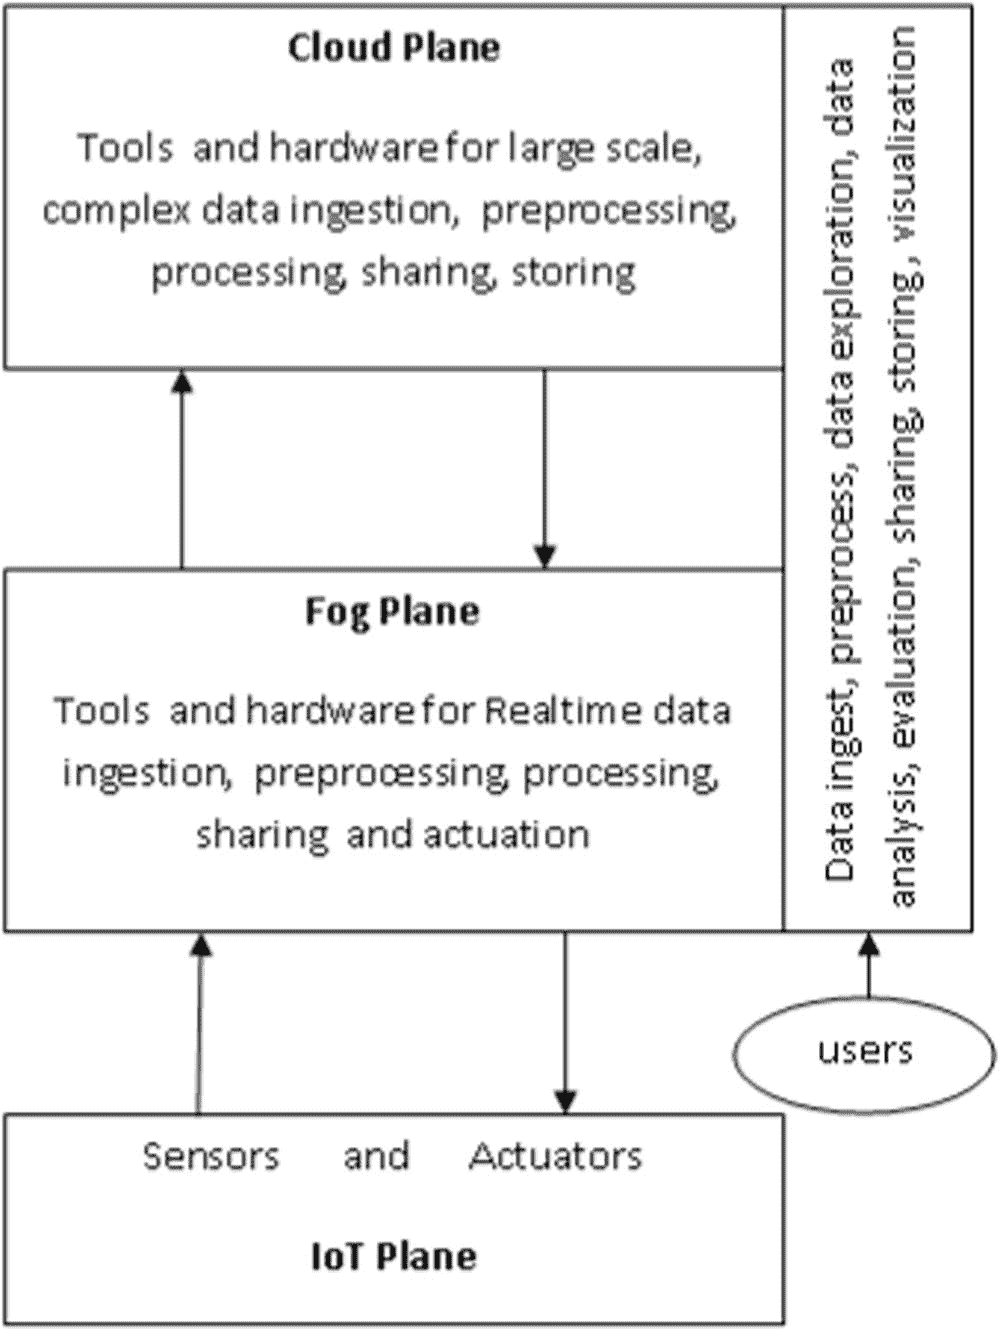 Cloud Plane
Tools and hardware for large scale,
complex data ingestion, preprocessing,
processing, sharing, storing
Data ingest, preprocess, data exploration, data
analysis, evaluation, sharing, storing, visualization
Fog Plane
Tools and hardware for Realtime data
ingestion, preprocessing, processing,
sharing and actuation
users
Sensors and Actuators
IoT Plane